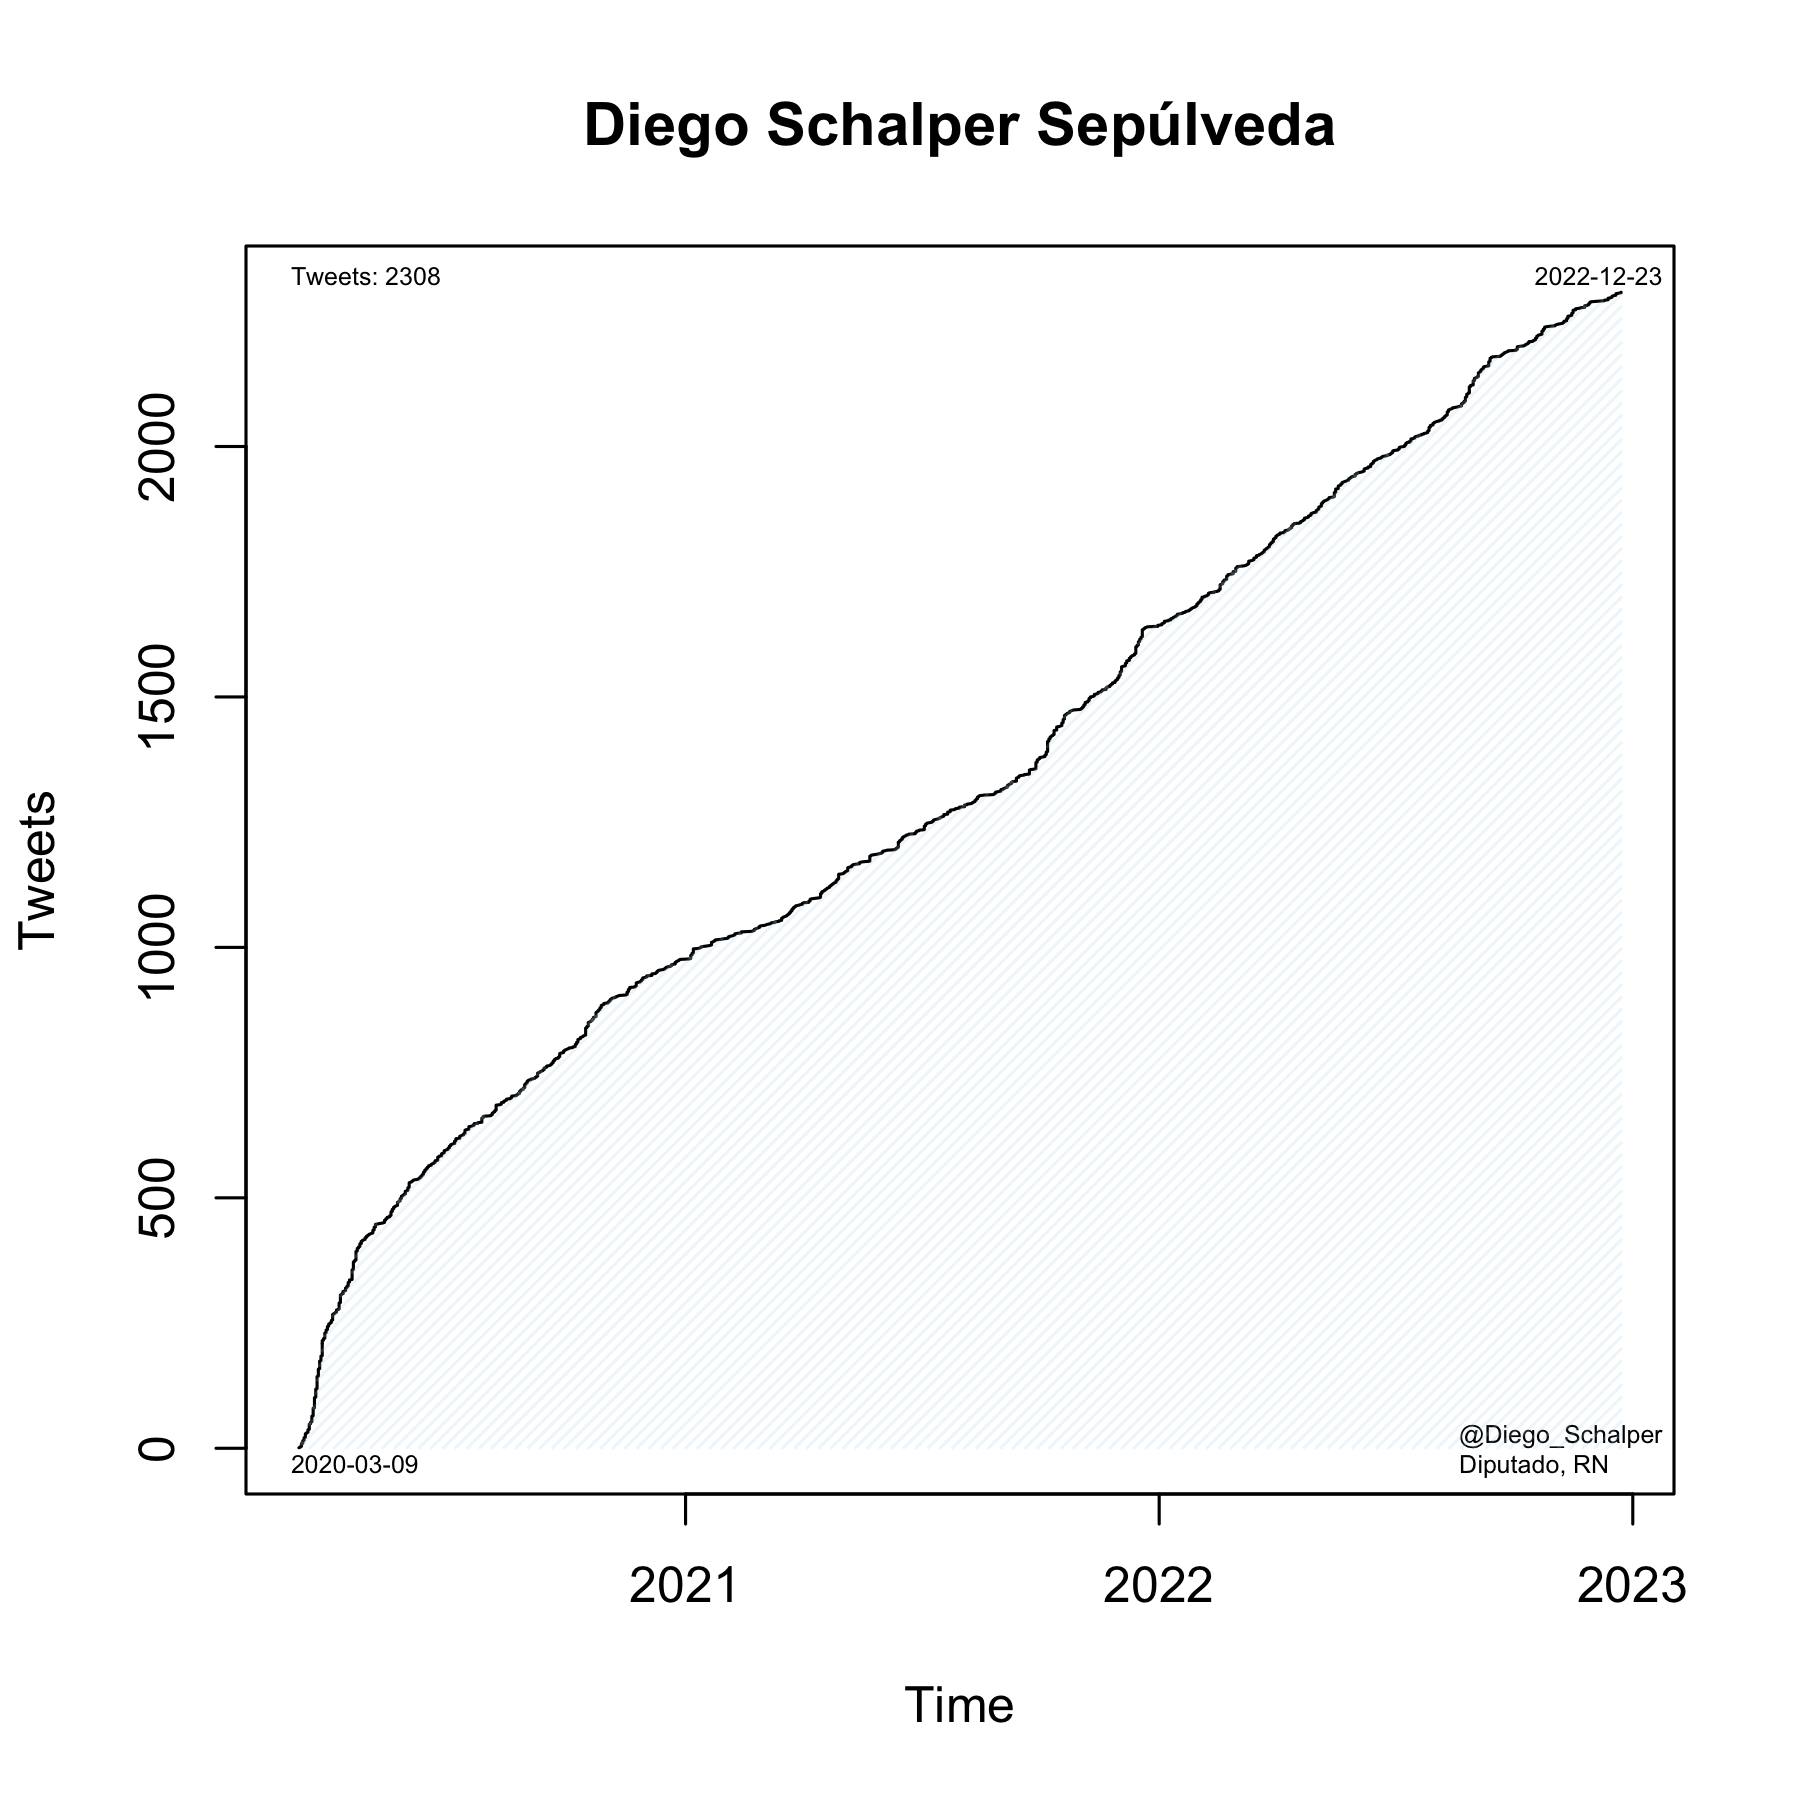 Diego Schalper Sepúlveda
Tweets: 2308
2022-12-23
2000
1500
1000
500
0
Tweets
@Diego_Schalper
Diputado, RN
2020-03-09
2021
2022
2023
Time